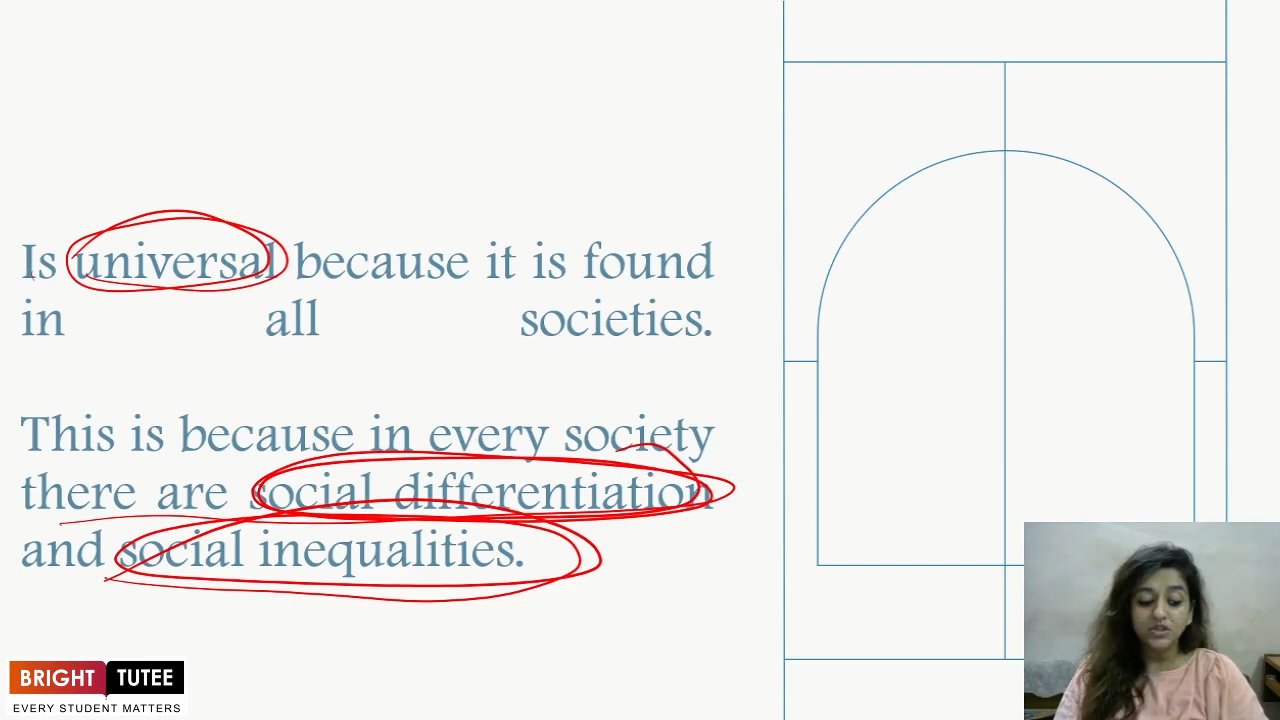 Is universal because it is found
in all societies.
This is because in every society
there are social differentiation
and social inequalities.
BRIGHT TUTEE
EVERY STUDENT MATTERS